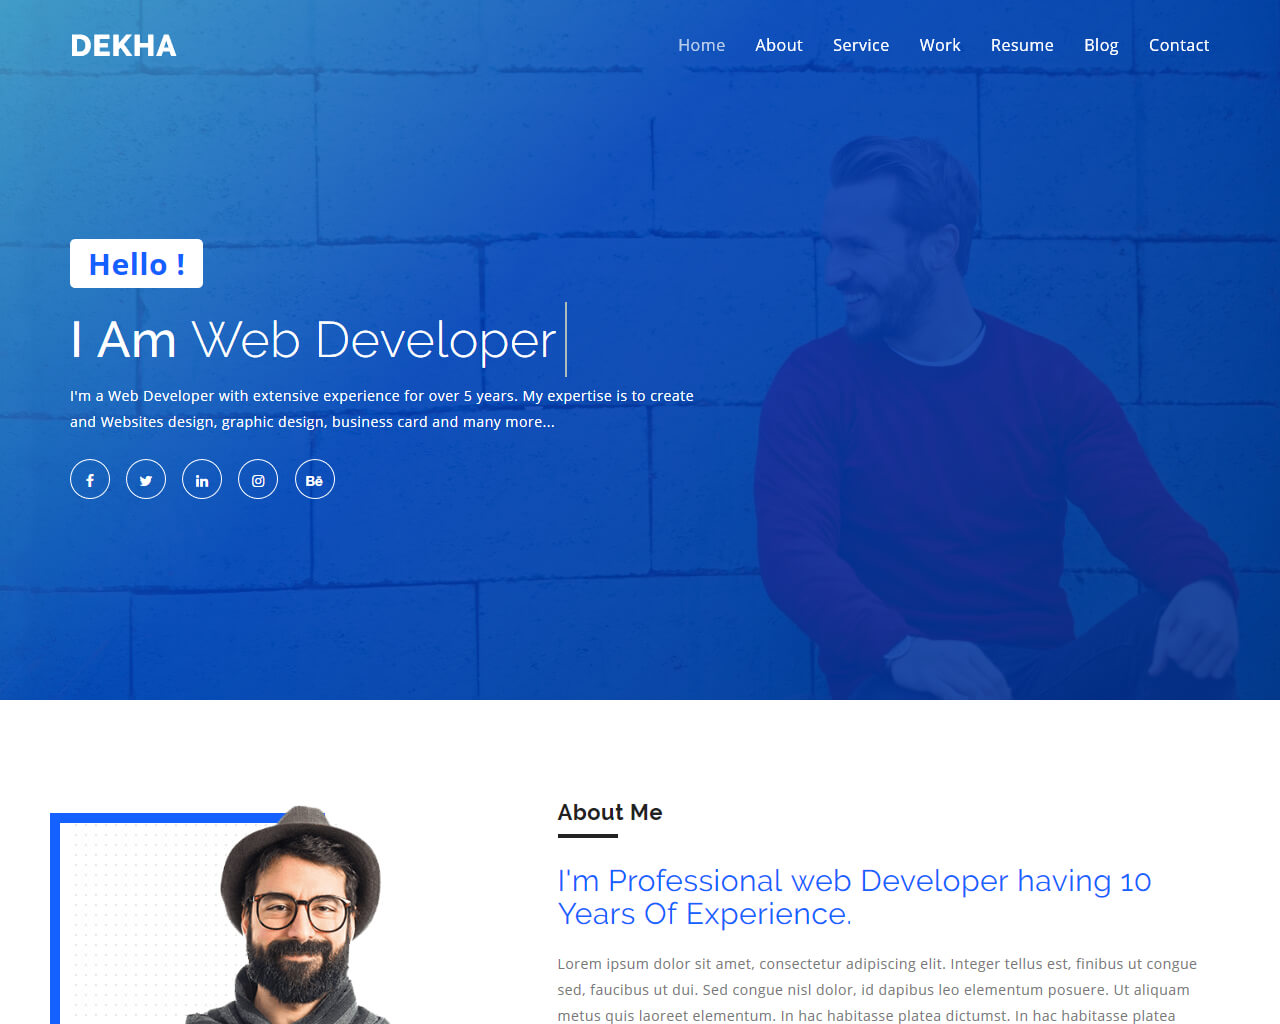 DEKHA
Home About Service Work Resume Blog Contact
Hello !
I Am Web Developer
I'm a Web Developer with extensive experience for over 5 years. My expertise is to create
and Websites design, graphic design, business card and many more...
Bē
About Me
I'm Professional web Developer having 10
Years Of Experience.
Lorem ipsum dolor sit amet, consectetur adipiscing elit. Integer tellus est, finibus ut congue
sed, faucibus ut dui. Sed congue nisl dolor, id dapibus leo elementum posuere. Ut aliquam
metus quis laoreet elementum. In hac habitasse platea dictumst. In hac habitasse platea